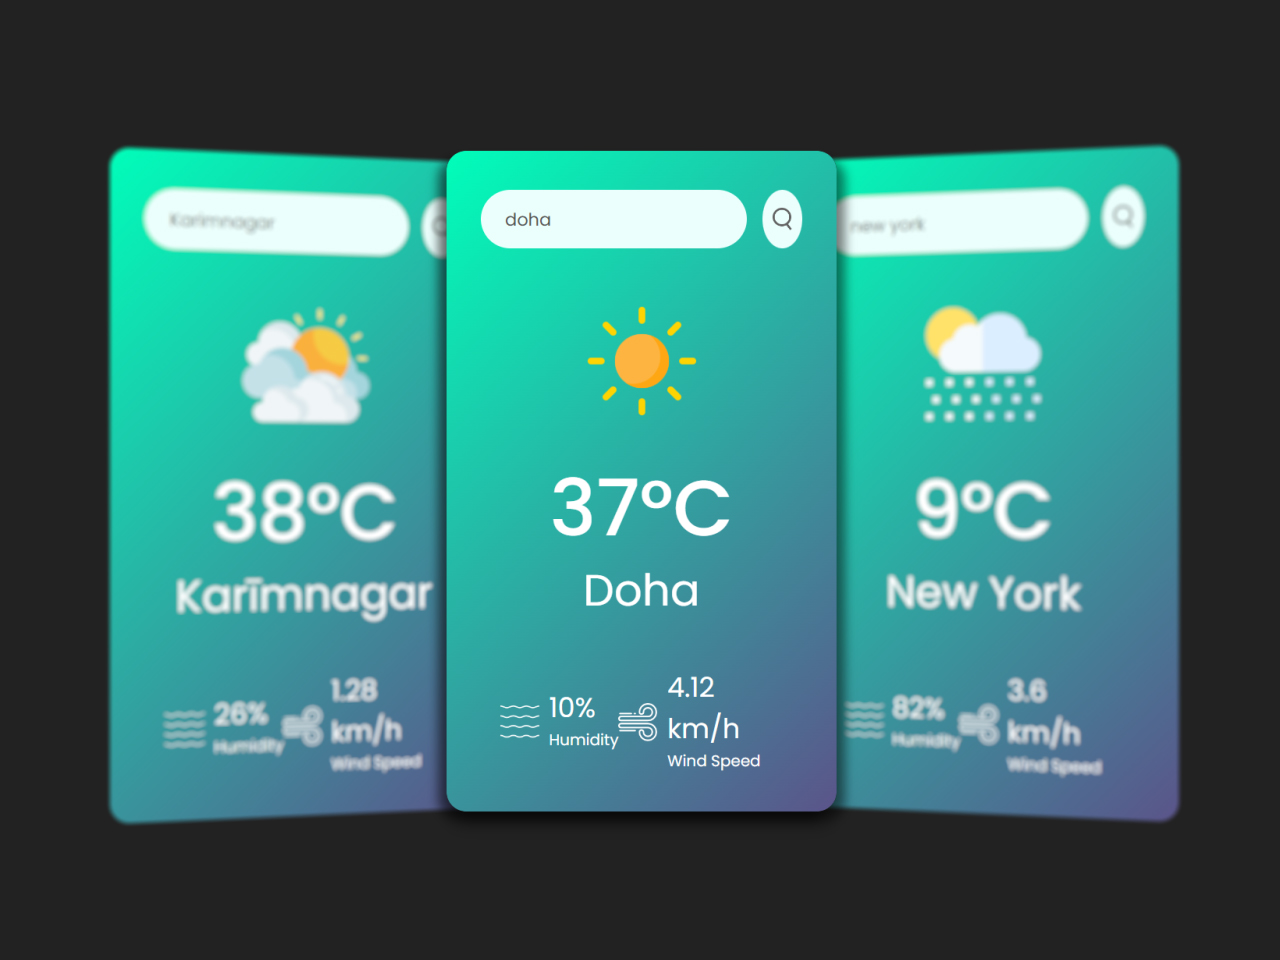 Karimnagar
38°C
Karīmnagar
26%
Humidity
1.28
km/h
Wind Speed
doha
37°C
Doha
10%
Humidity
4.12
km/h
Wind Speed
new york
9°C
New York
82%
Humidity
3.6
km/h
Wind Speed